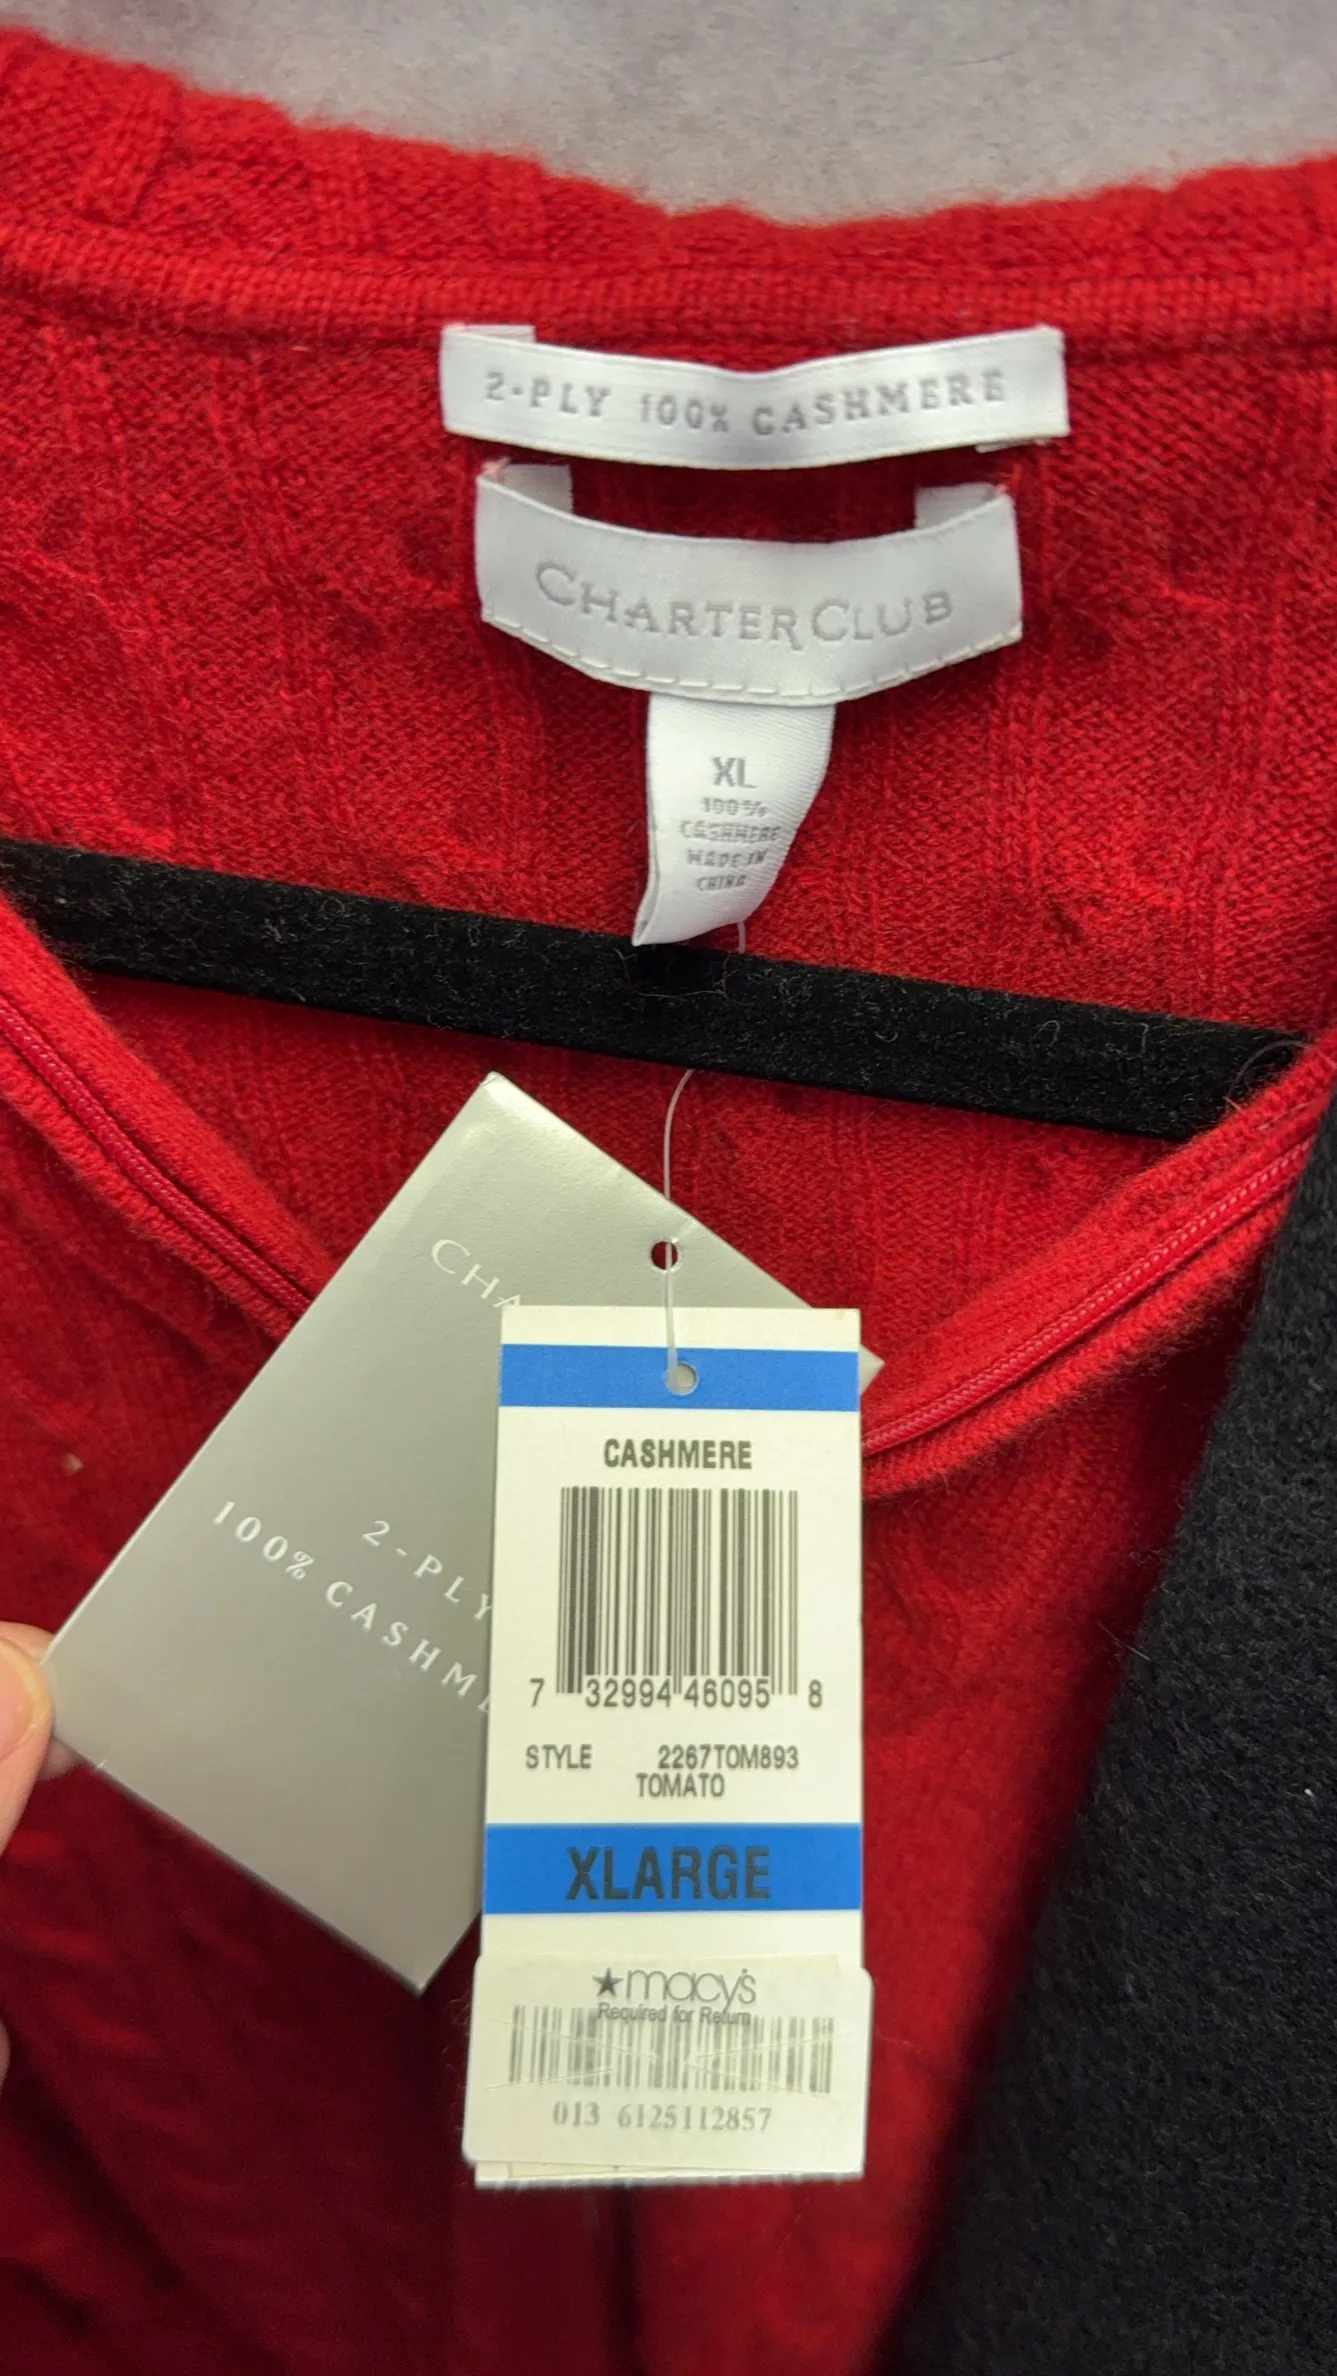 2-PLY 100% CASHMERE
CHARTER CLUB
XL
100%
CASHMERE
MADE IN
CHINA
CHA
2-PLY
100% CASHM
CASHMERE
7 32994 46095 8
STYLE 2267TOM893
TOMATO
XLARGE
★macy's
Required for Return
013 6125112857